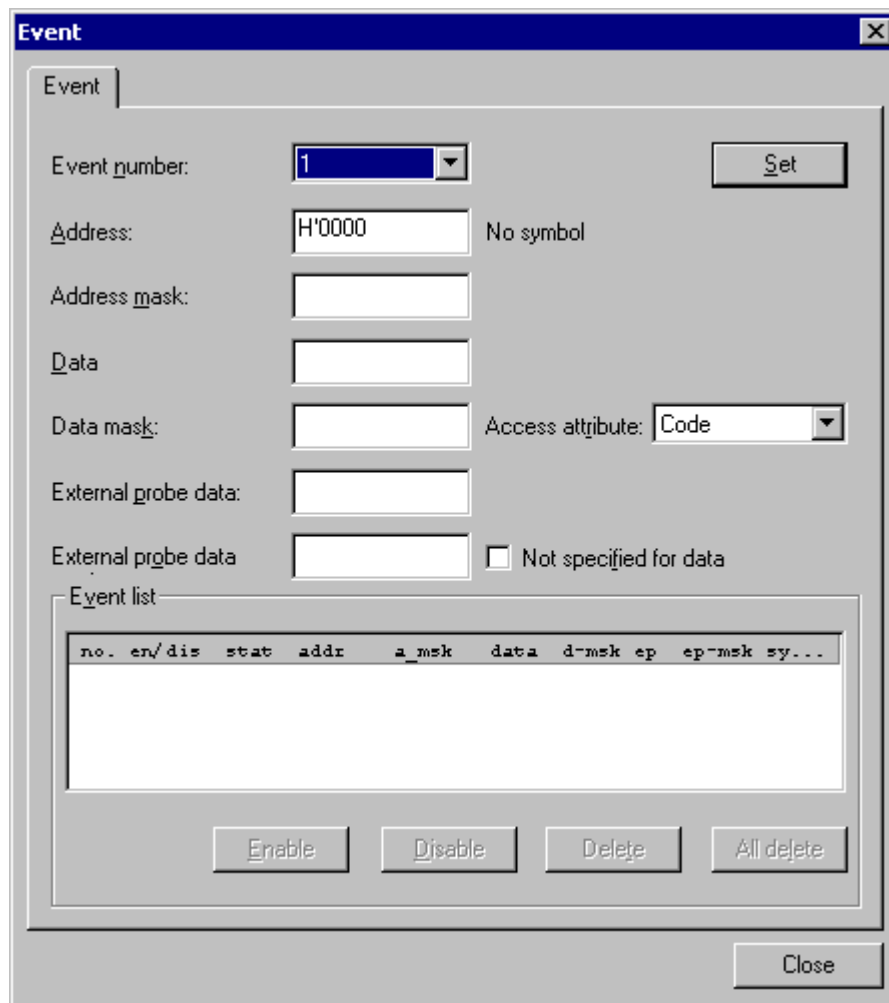 Event
Event
Event number: 1 Set
Address: H'0000 No symbol
Address mask:
Data
Data mask: Access attribute: Code
External probe data:
External probe data Not specified for data
Event list
no. en/dis stat addr a_msk data d-msk ep ep-msk sy...
Enable Disable Delete All delete
Close